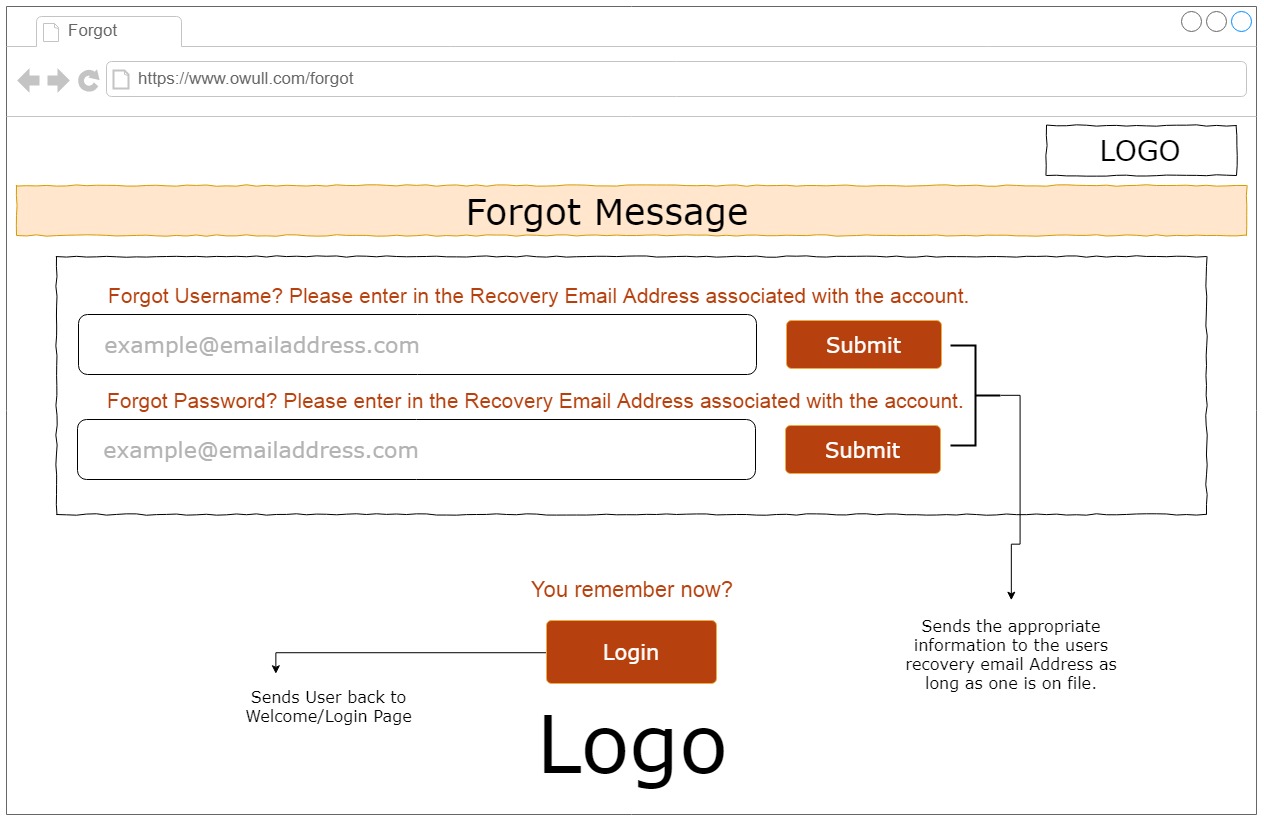 Forgot
https://www.owull.com/forgot
LOGO
Forgot Message
Forgot Username? Please enter in the Recovery Email Address associated with the account.
example@emailaddress.com
Submit
Forgot Password? Please enter in the Recovery Email Address associated with the account.
example@emailaddress.com
Submit
You remember now?
Login
Sends the appropriate
information to the users
recovery email Address as
long as one is on file.
Sends User back to
Welcome/Login Page
Logo